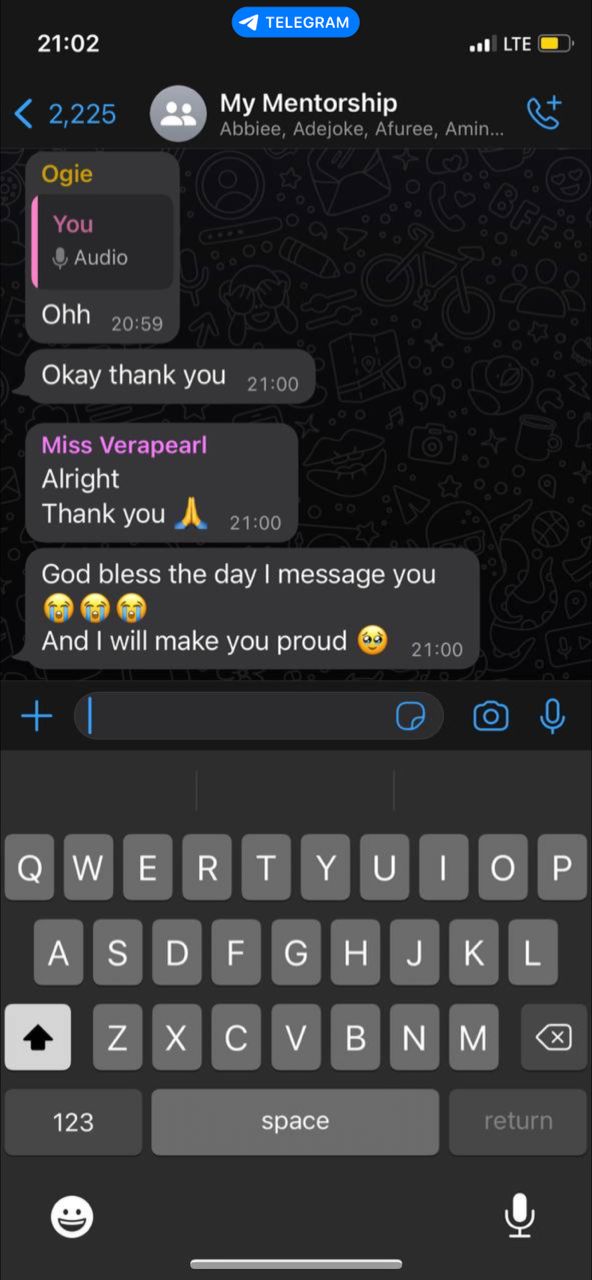 TELEGRAM
21:02
LTE
2,225
My Mentorship
Abbiee, Adejoke, Afuree, Amin...
Ogie
You
Audio
Ohh 20:59
Okay thank you 21:00
Miss Verapearl
Alright
Thank you 🙏 21:00
God bless the day I message you
😭😭😭
And I will make you proud 🥹 21:00
Q W E R T Y U I O P
A S D F G H J K L
Z X C V B N M
123 space return